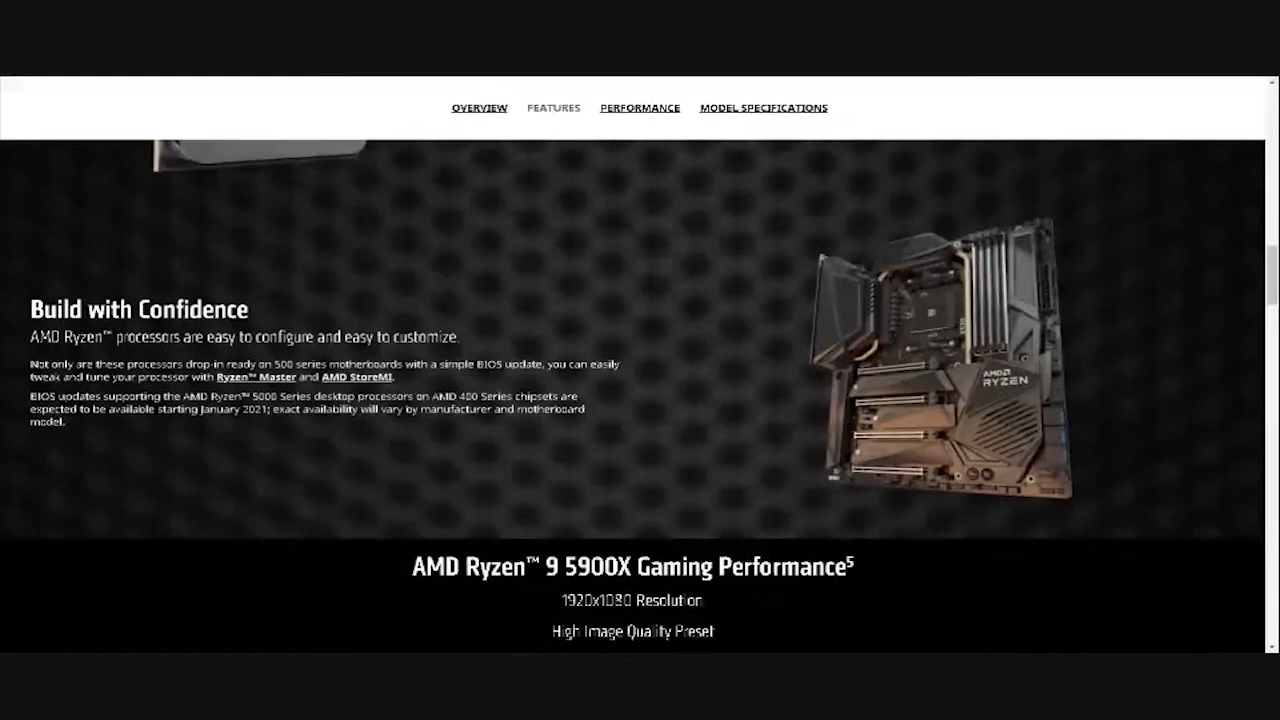 OVERVIEW FEATURES PERFORMANCE MODEL SPECIFICATIONS
Build with Confidence
AMD Ryzen™ processors are easy to configure and easy to customize.
Not only are these processors drop-in ready on 500 series motherboards with a simple BIOS update, you can easily
tweak and tune your processor with Ryzen™ Master and AMD StoreMI.
BIOS updates supporting the AMD Ryzen™ 5000 Series desktop processors on AMD 400 Series chipsets are
expected to be available starting January 2021; exact availability will vary by manufacturer and motherboard
model.
AMD
RYZEN
AMD Ryzen™ 9 5900X Gaming Performance⁵
1920x1080 Resolution
High Image Quality Preset